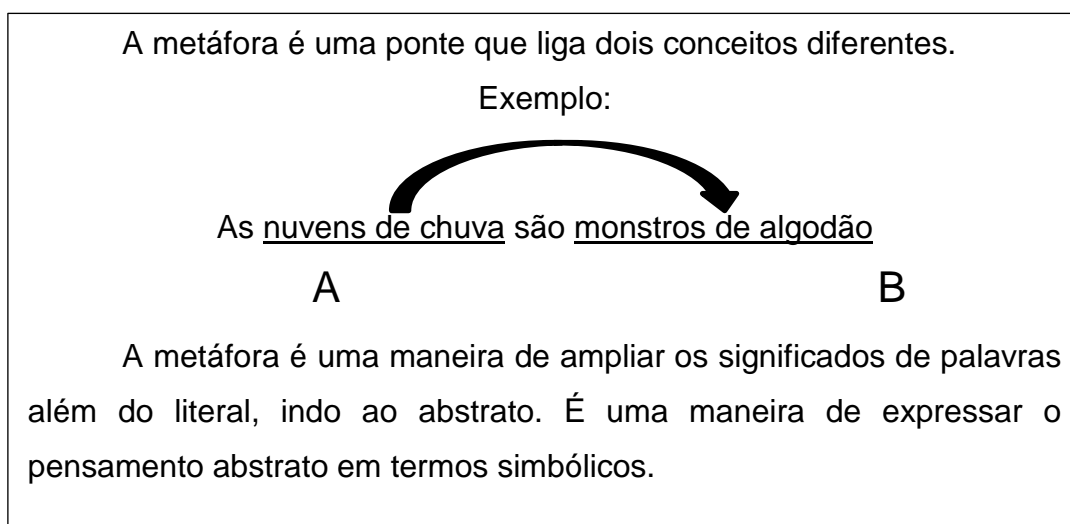 A metáfora é uma ponte que liga dois conceitos diferentes.
Exemplo:
As nuvens de chuva são monstros de algodão
A B
A metáfora é uma maneira de ampliar os significados de palavras
além do literal, indo ao abstrato. É uma maneira de expressar o
pensamento abstrato em termos simbólicos.